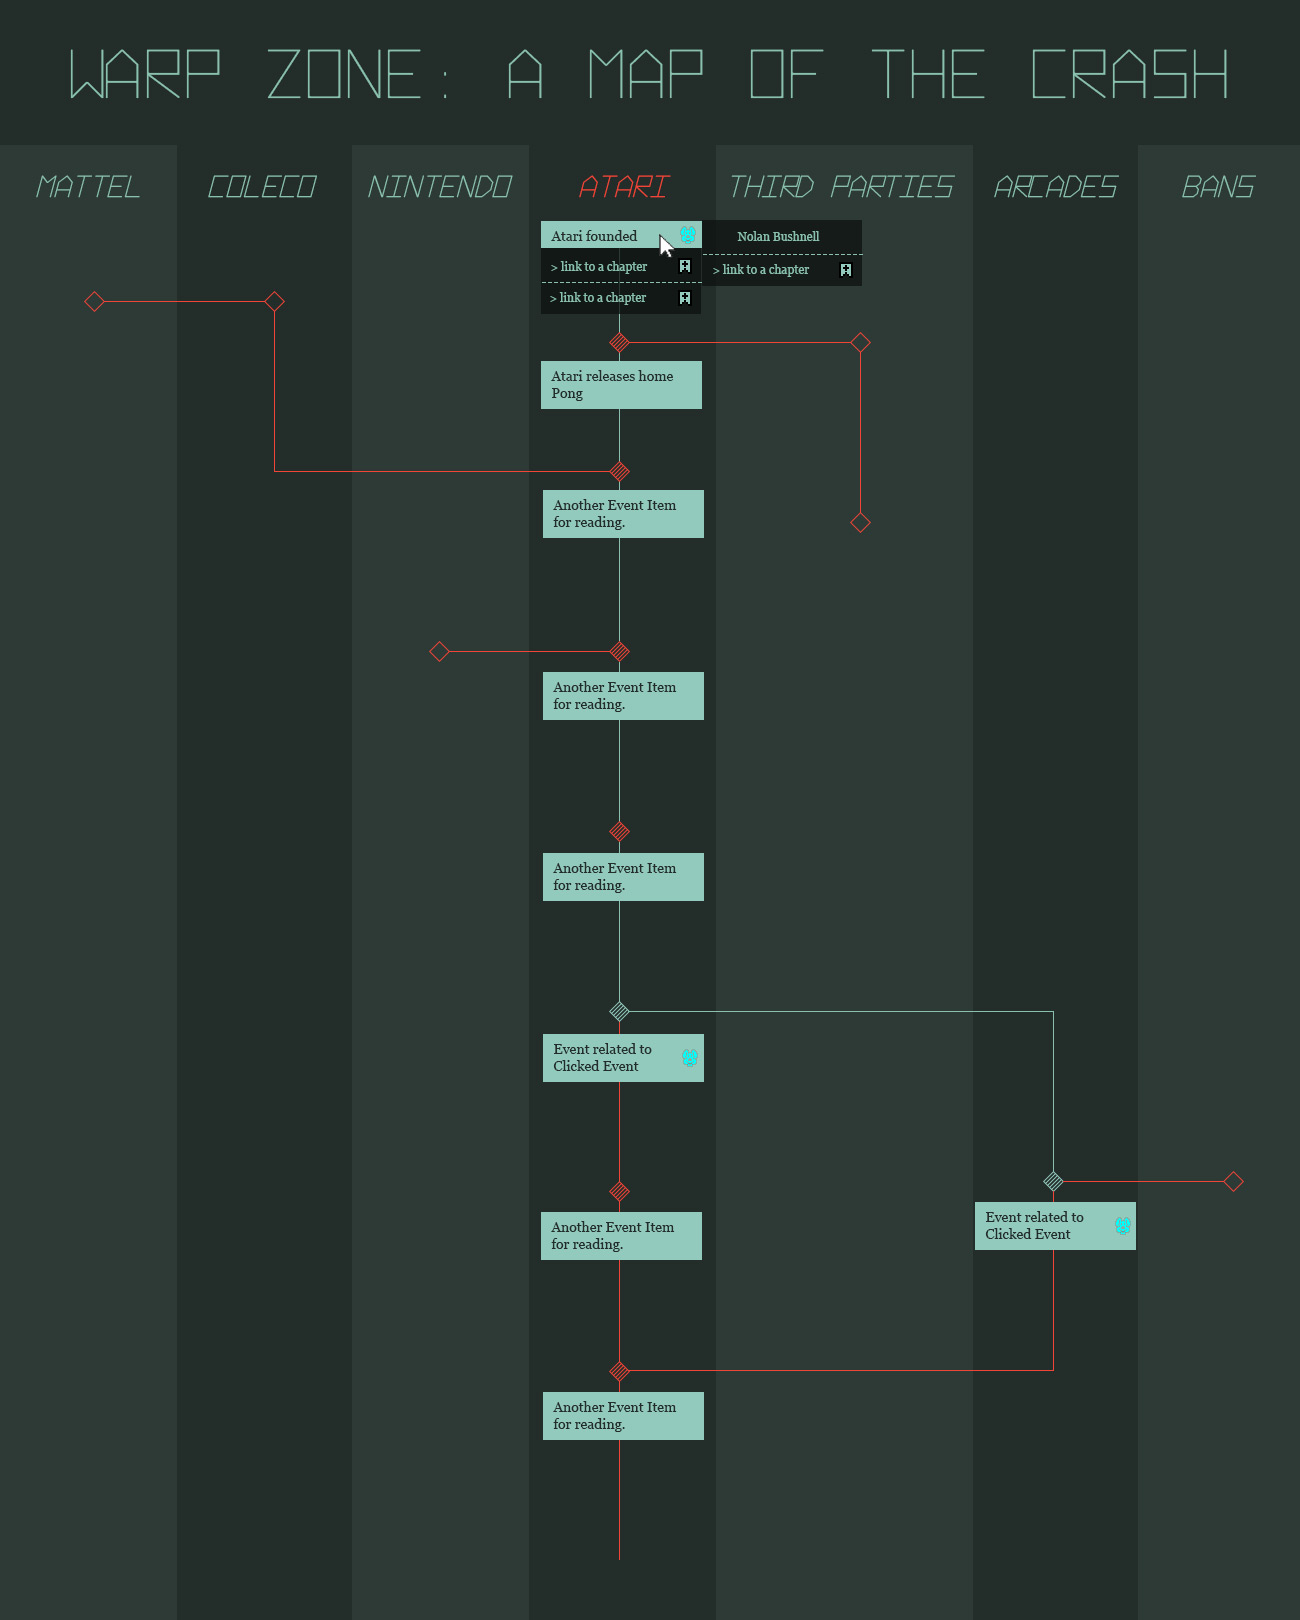 WARP ZONE: A MAP OF THE CRASH
MATTEL
COLECO
NINTENDO
ATARI
THIRD PARTIES
ARCADES
BANS
Atari founded
Nolan Bushnell
> link to a chapter
> link to a chapter
> link to a chapter
Atari releases home
Pong
Another Event Item
for reading.
Another Event Item
for reading.
Another Event Item
for reading.
Event related to
Clicked Event
Event related to
Clicked Event
Another Event Item
for reading.
Another Event Item
for reading.